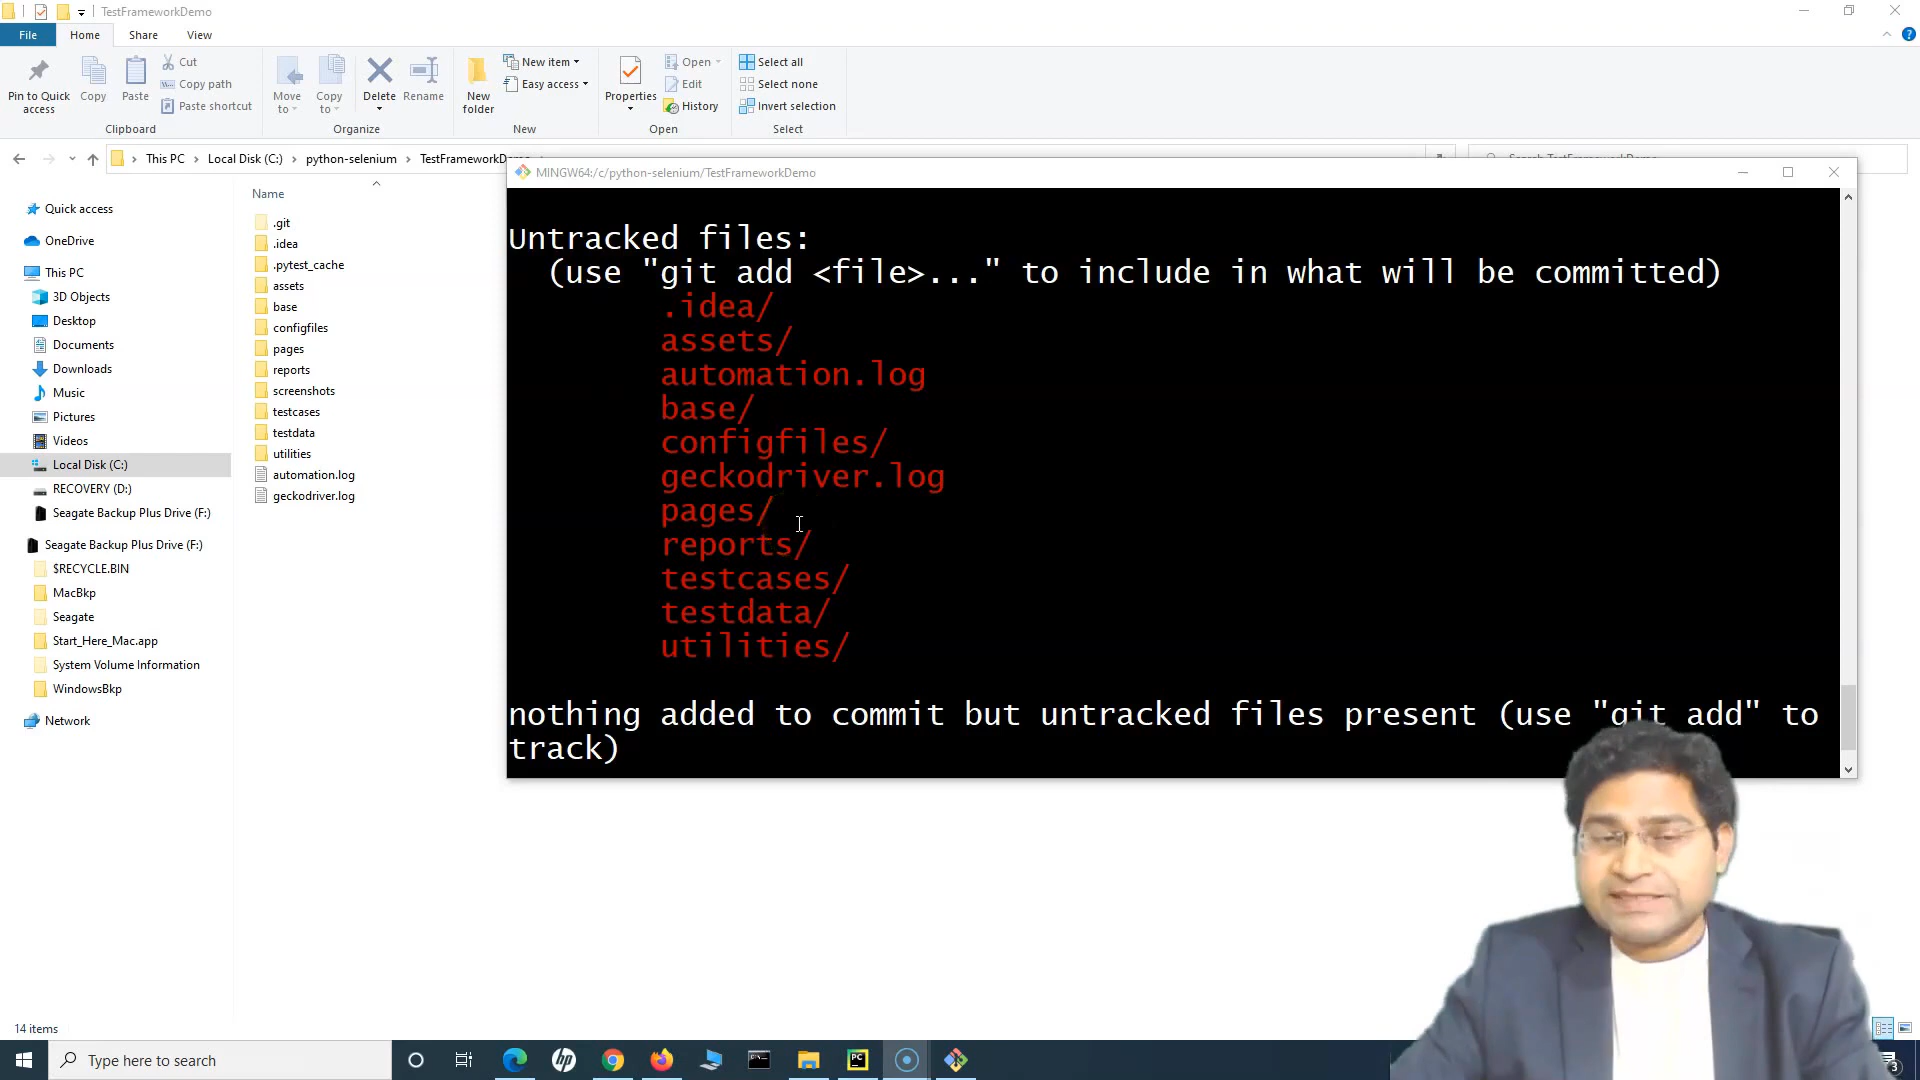 TestFrameworkDemo
File
Home
Share
View
Pin to Quick access
Copy
Paste
Cut
Copy path
Paste shortcut
Clipboard
Move to
Copy to
Delete
Rename
Organize
New folder
New item
Easy access
New
Properties
Open
Edit
History
Open
Select all
Select none
Invert selection
Select
This PC
Local Disk (C:)
python-selenium
Name
Quick access
OneDrive
This PC
3D Objects
Desktop
Documents
Downloads
Music
Pictures
Videos
Local Disk (C:)
RECOVERY (D:)
Seagate Backup Plus Drive (F:)
Seagate Backup Plus Drive (F:)
$RECYCLE.BIN
MacBkp
Seagate
Start_Here_Mac.app
System Volume Information
WindowsBkp
Network
.git
.idea
.pytest_cache
assets
base
configfiles
pages
reports
screenshots
testcases
testdata
utilities
automation.log
geckodriver.log
MINGW64:/c/python-selenium/TestFrameworkDemo
Untracked files:
(use "git add <file>..." to include in what will be committed)
.idea/
assets/
automation.log
base/
configfiles/
geckodriver.log
pages/
reports/
testcases/
testdata/
utilities/
nothing added to commit but untracked files present (use "git add" to
track)
14 items
Type here to search
hp
PC
3